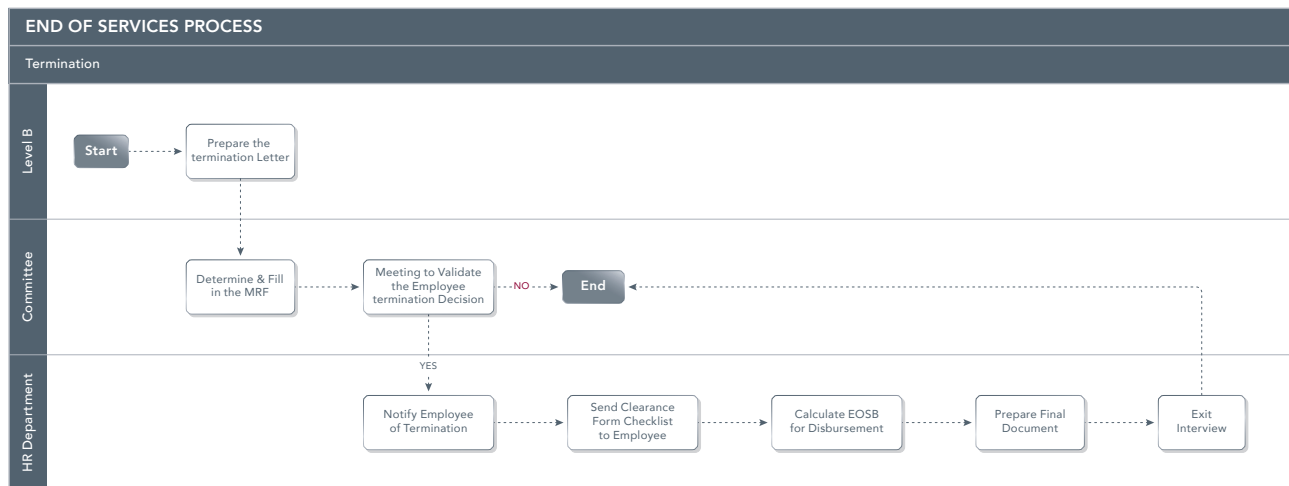 END OF SERVICES PROCESS
Termination
Level B
Start
Prepare the
termination Letter
Committee
Determine & Fill
in the MRF
Meeting to Validate
the Employee
termination Decision
NO
End
YES
HR Department
Notify Employee
of Termination
Send Clearance
Form Checklist
to Employee
Calculate EOSB
for Disbursement
Prepare Final
Document
Exit
Interview